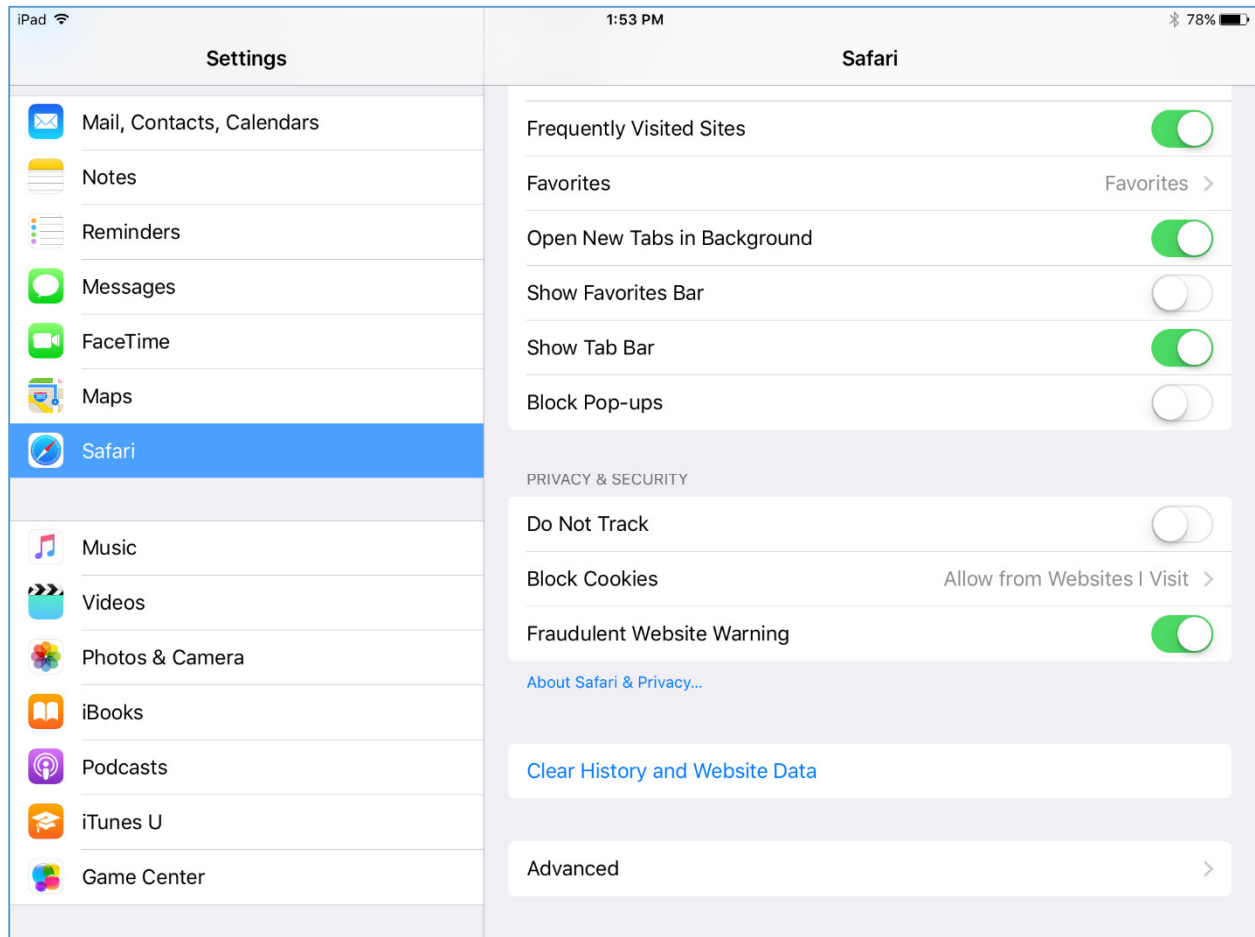 iPad 1:53 PM 78%
Settings
Mail, Contacts, Calendars
Notes
Reminders
Messages
FaceTime
Maps
Safari
Music
Videos
Photos & Camera
iBooks
Podcasts
iTunes U
Game Center
Safari
Frequently Visited Sites
Favorites Favorites >
Open New Tabs in Background
Show Favorites Bar
Show Tab Bar
Block Pop-ups
PRIVACY & SECURITY
Do Not Track
Block Cookies Allow from Websites I Visit >
Fraudulent Website Warning
About Safari & Privacy...
Clear History and Website Data
Advanced >